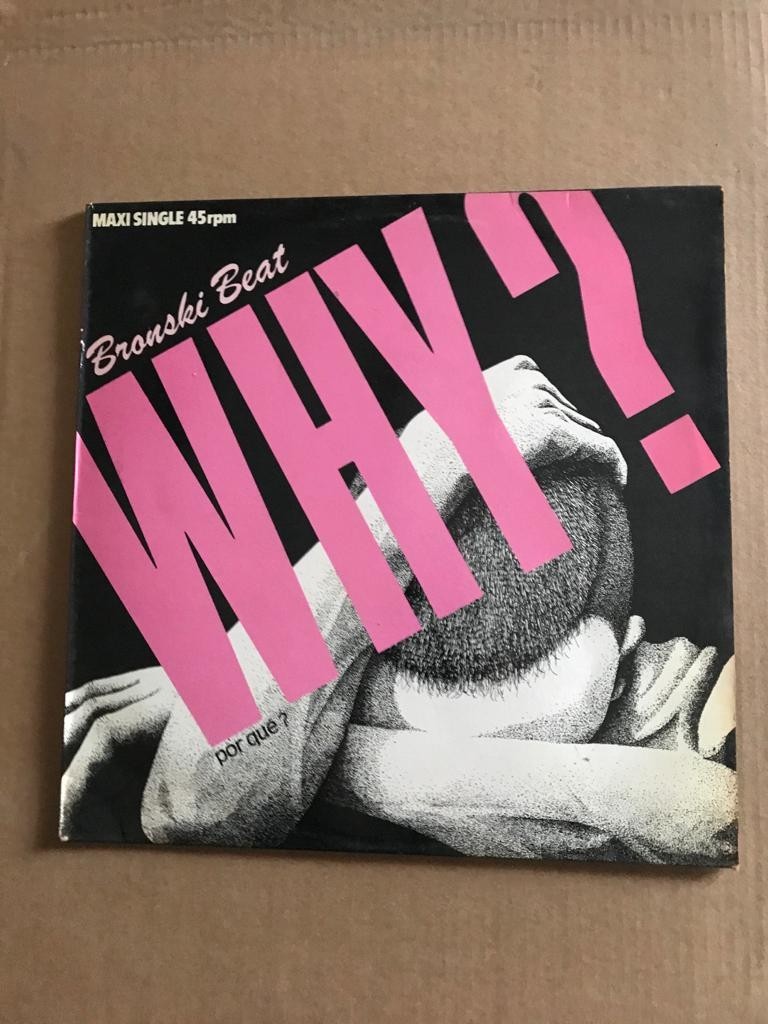 MAXI SINGLE 45rpm
Bronski Beat
WHY?
por que ?